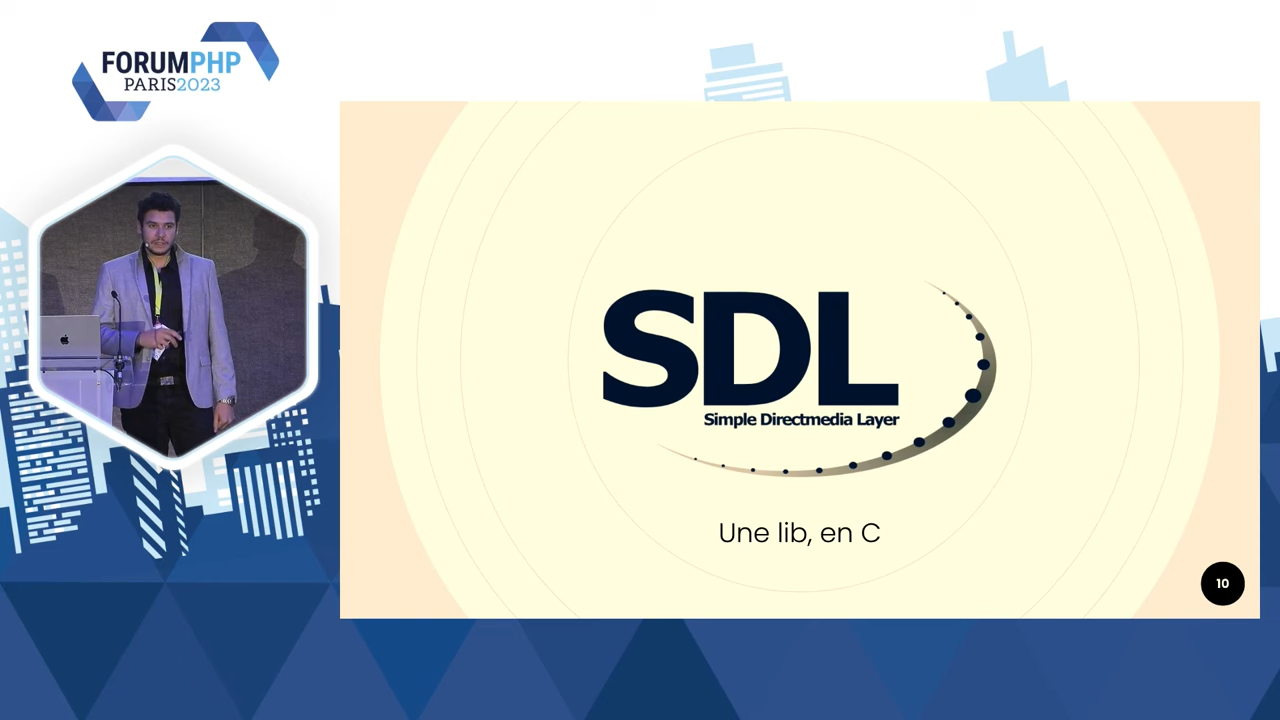 FORUMPHP
PARIS2023
SDL
Simple Directmedia Layer
Une lib, en C
10